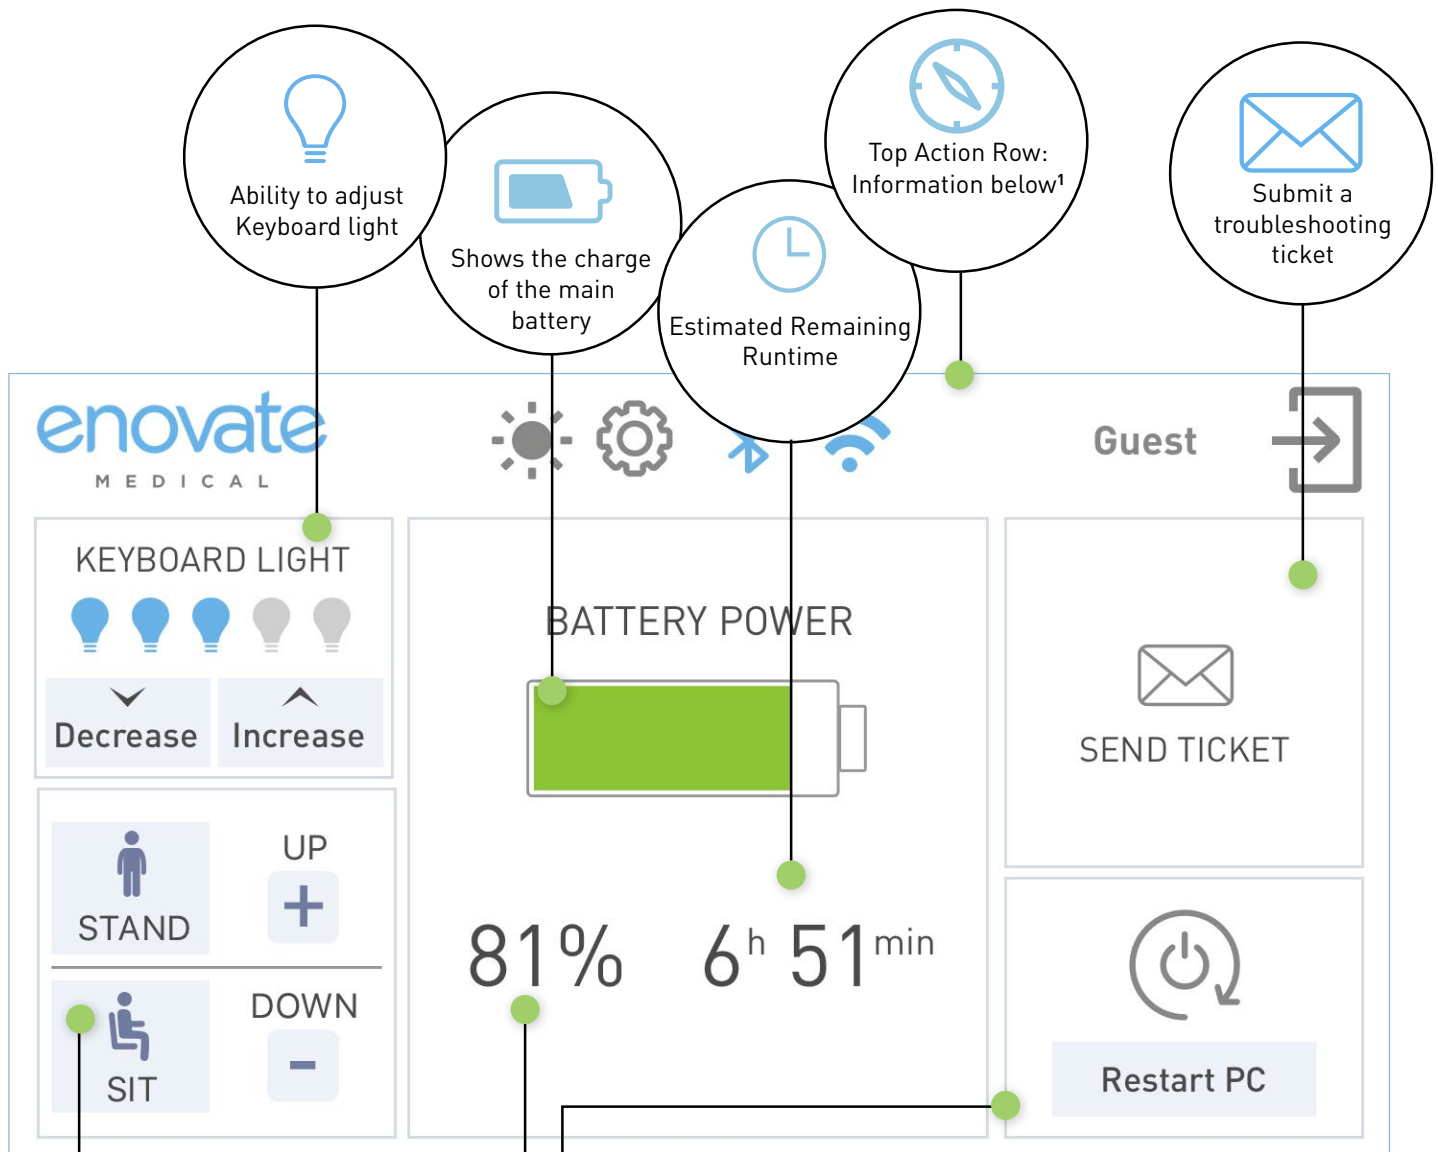 Ability to adjust
Keyboard light
Shows the charge
of the main
battery
Estimated Remaining
Runtime
Top Action Row:
Information below¹
Submit a
troubleshooting
ticket
enovate
MEDICAL
Guest
KEYBOARD LIGHT
Decrease
Increase
STAND
UP
+
SIT
DOWN
-
BATTERY POWER
81% 6h 51min
SEND TICKET
Restart PC